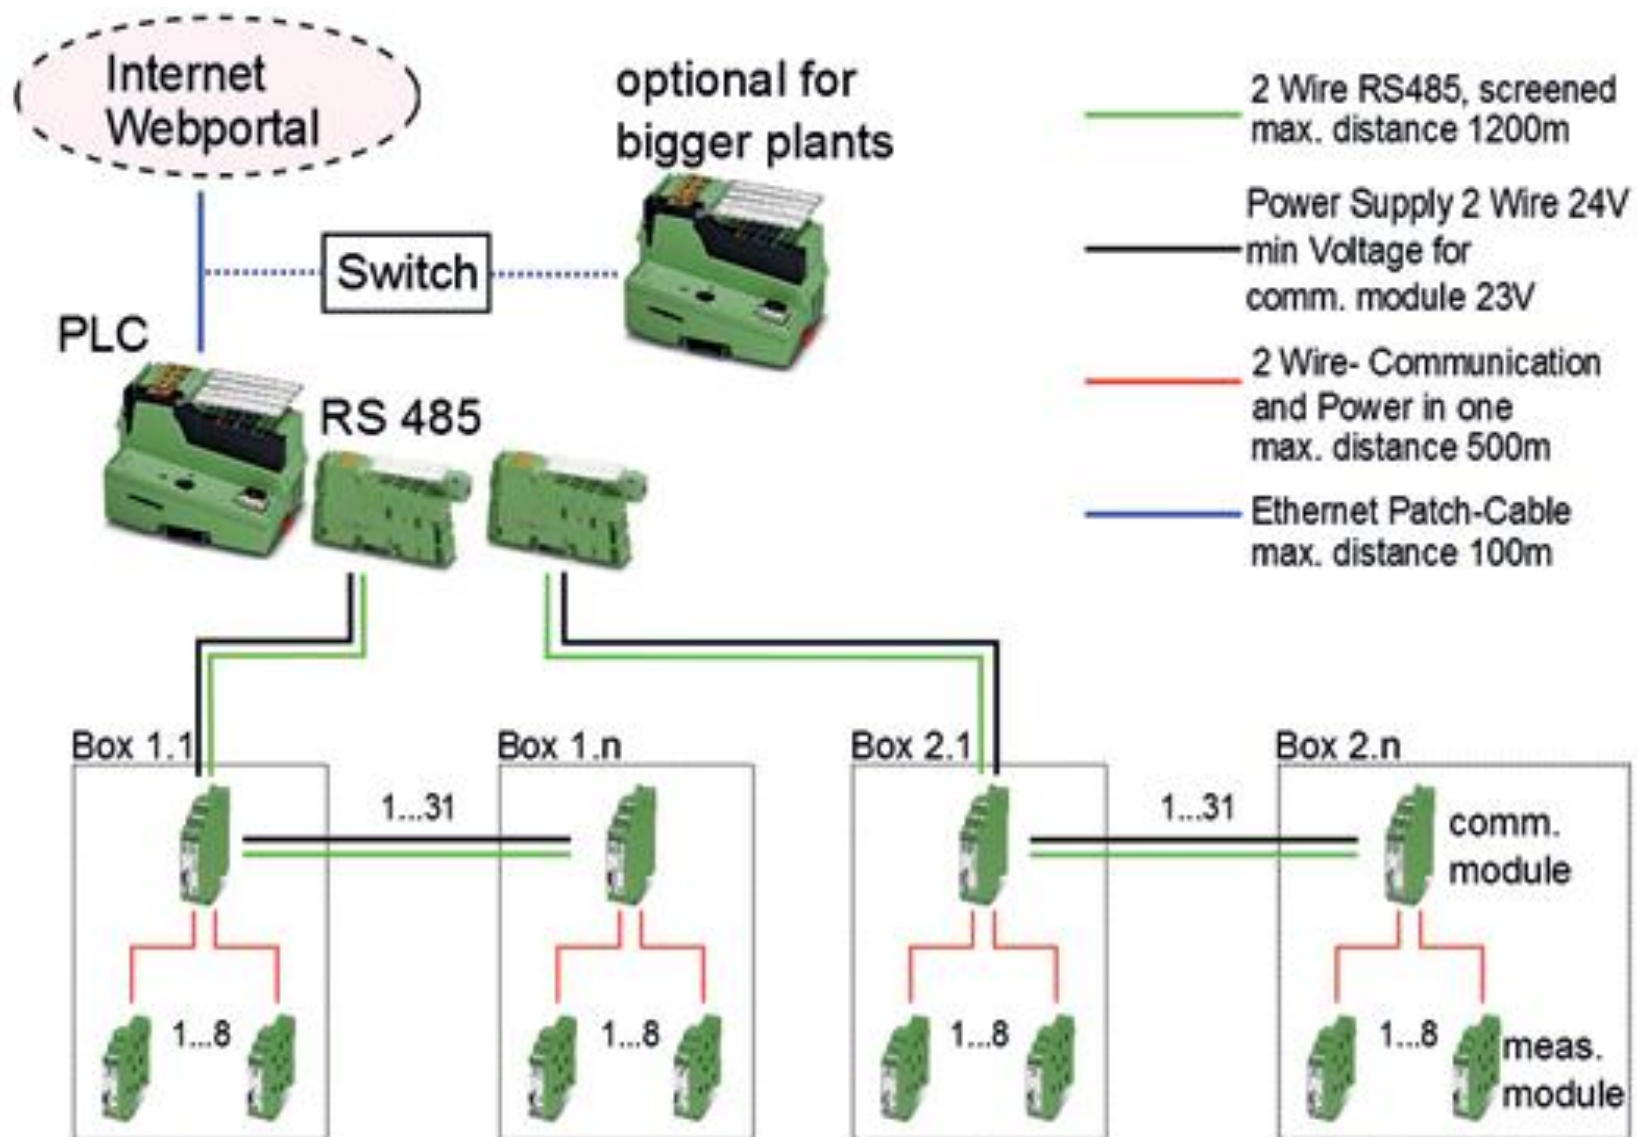 Internet
Webportal
optional for
bigger plants
Switch
PLC
RS 485
2 Wire RS485, screened
max. distance 1200m
Power Supply 2 Wire 24V
min Voltage for
comm. module 23V
2 Wire- Communication
and Power in one
max. distance 500m
Ethernet Patch-Cable
max. distance 100m
Box 1.1
Box 1.n
Box 2.1
Box 2.n
1...31
1...31
comm.
module
1...8
1...8
1...8
1...8
meas.
module